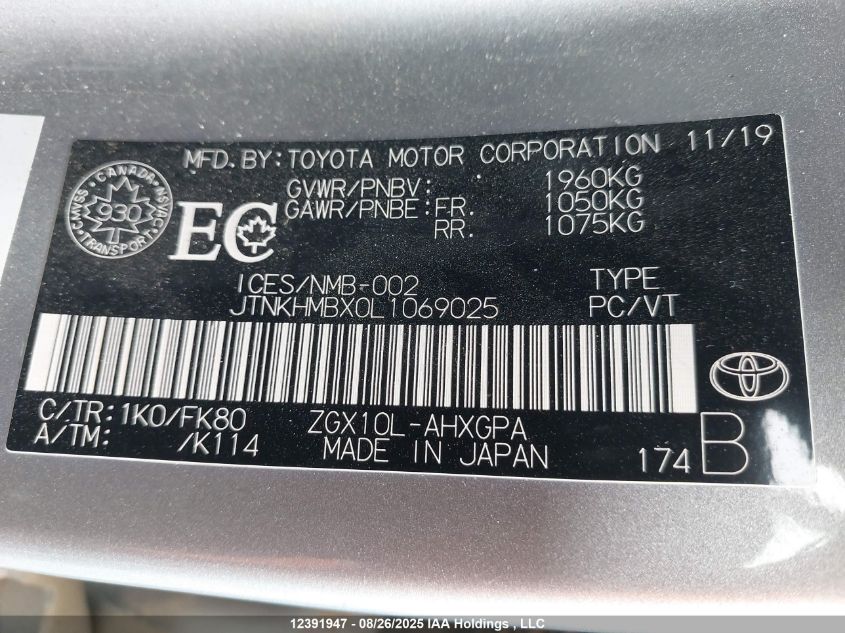 MFD.BY:TOYOTA MOTOR CORPORATION 11/19
CANADA
CMVSS
NSVAC
930
TRANSPORT
EC
GVWR/PNBV: 1960KG
GAWR/PNBE:FR. 1050KG
RR. 1075KG
ICES/NMB-002 TYPE
JTNKHMBX0L1069025 PC/VT
C/TR:1K0/FK80 ZGX10L-AHXGPA
A/TM: /K114 MADE IN JAPAN 174 B
12391947 - 08/26/2025 IAA Holdings , LLC